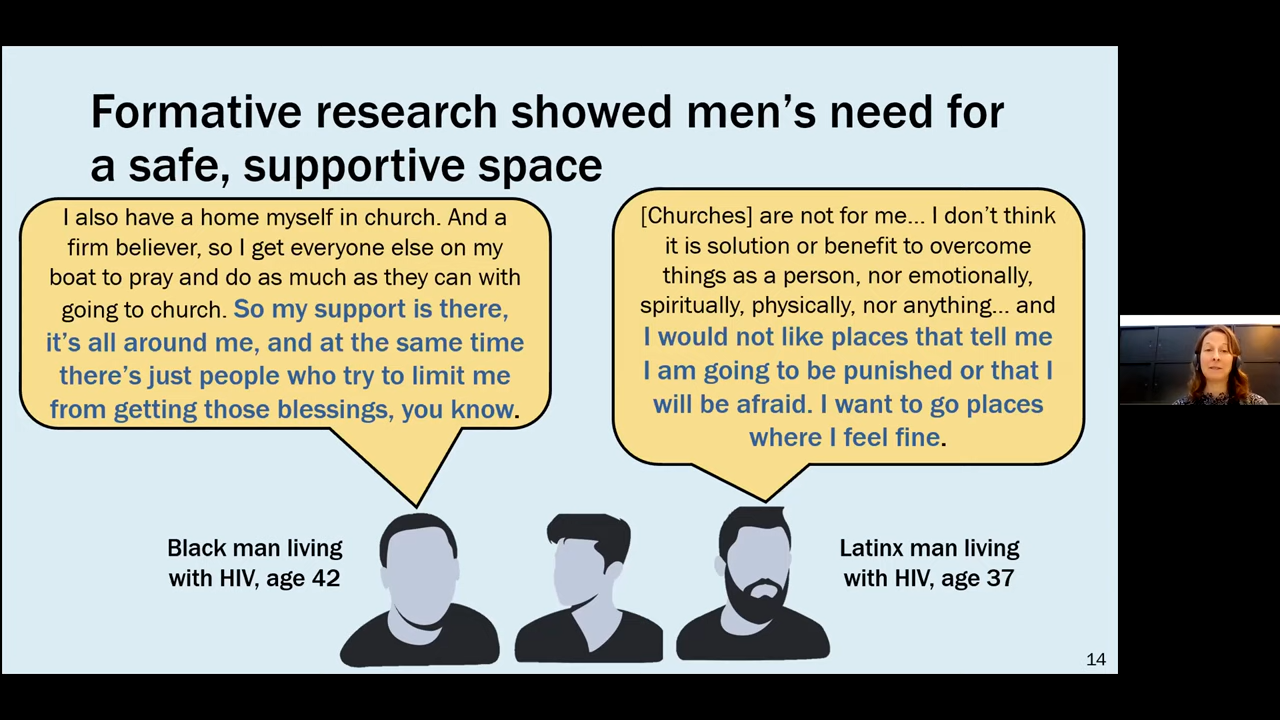 Formative research showed men’s need for
a safe, supportive space
I also have a home myself in church. And a
firm believer, so I get everyone else on my
boat to pray and do as much as they can with
going to church. So my support is there,
it’s all around me, and at the same time
there’s just people who try to limit me
from getting those blessings, you know.
[Churches] are not for me... I don’t think
it is solution or benefit to overcome
things as a person, nor emotionally,
spiritually, physically, nor anything... and
I would not like places that tell me
I am going to be punished or that I
will be afraid. I want to go places
where I feel fine.
Black man living
with HIV, age 42
Latinx man living
with HIV, age 37
14